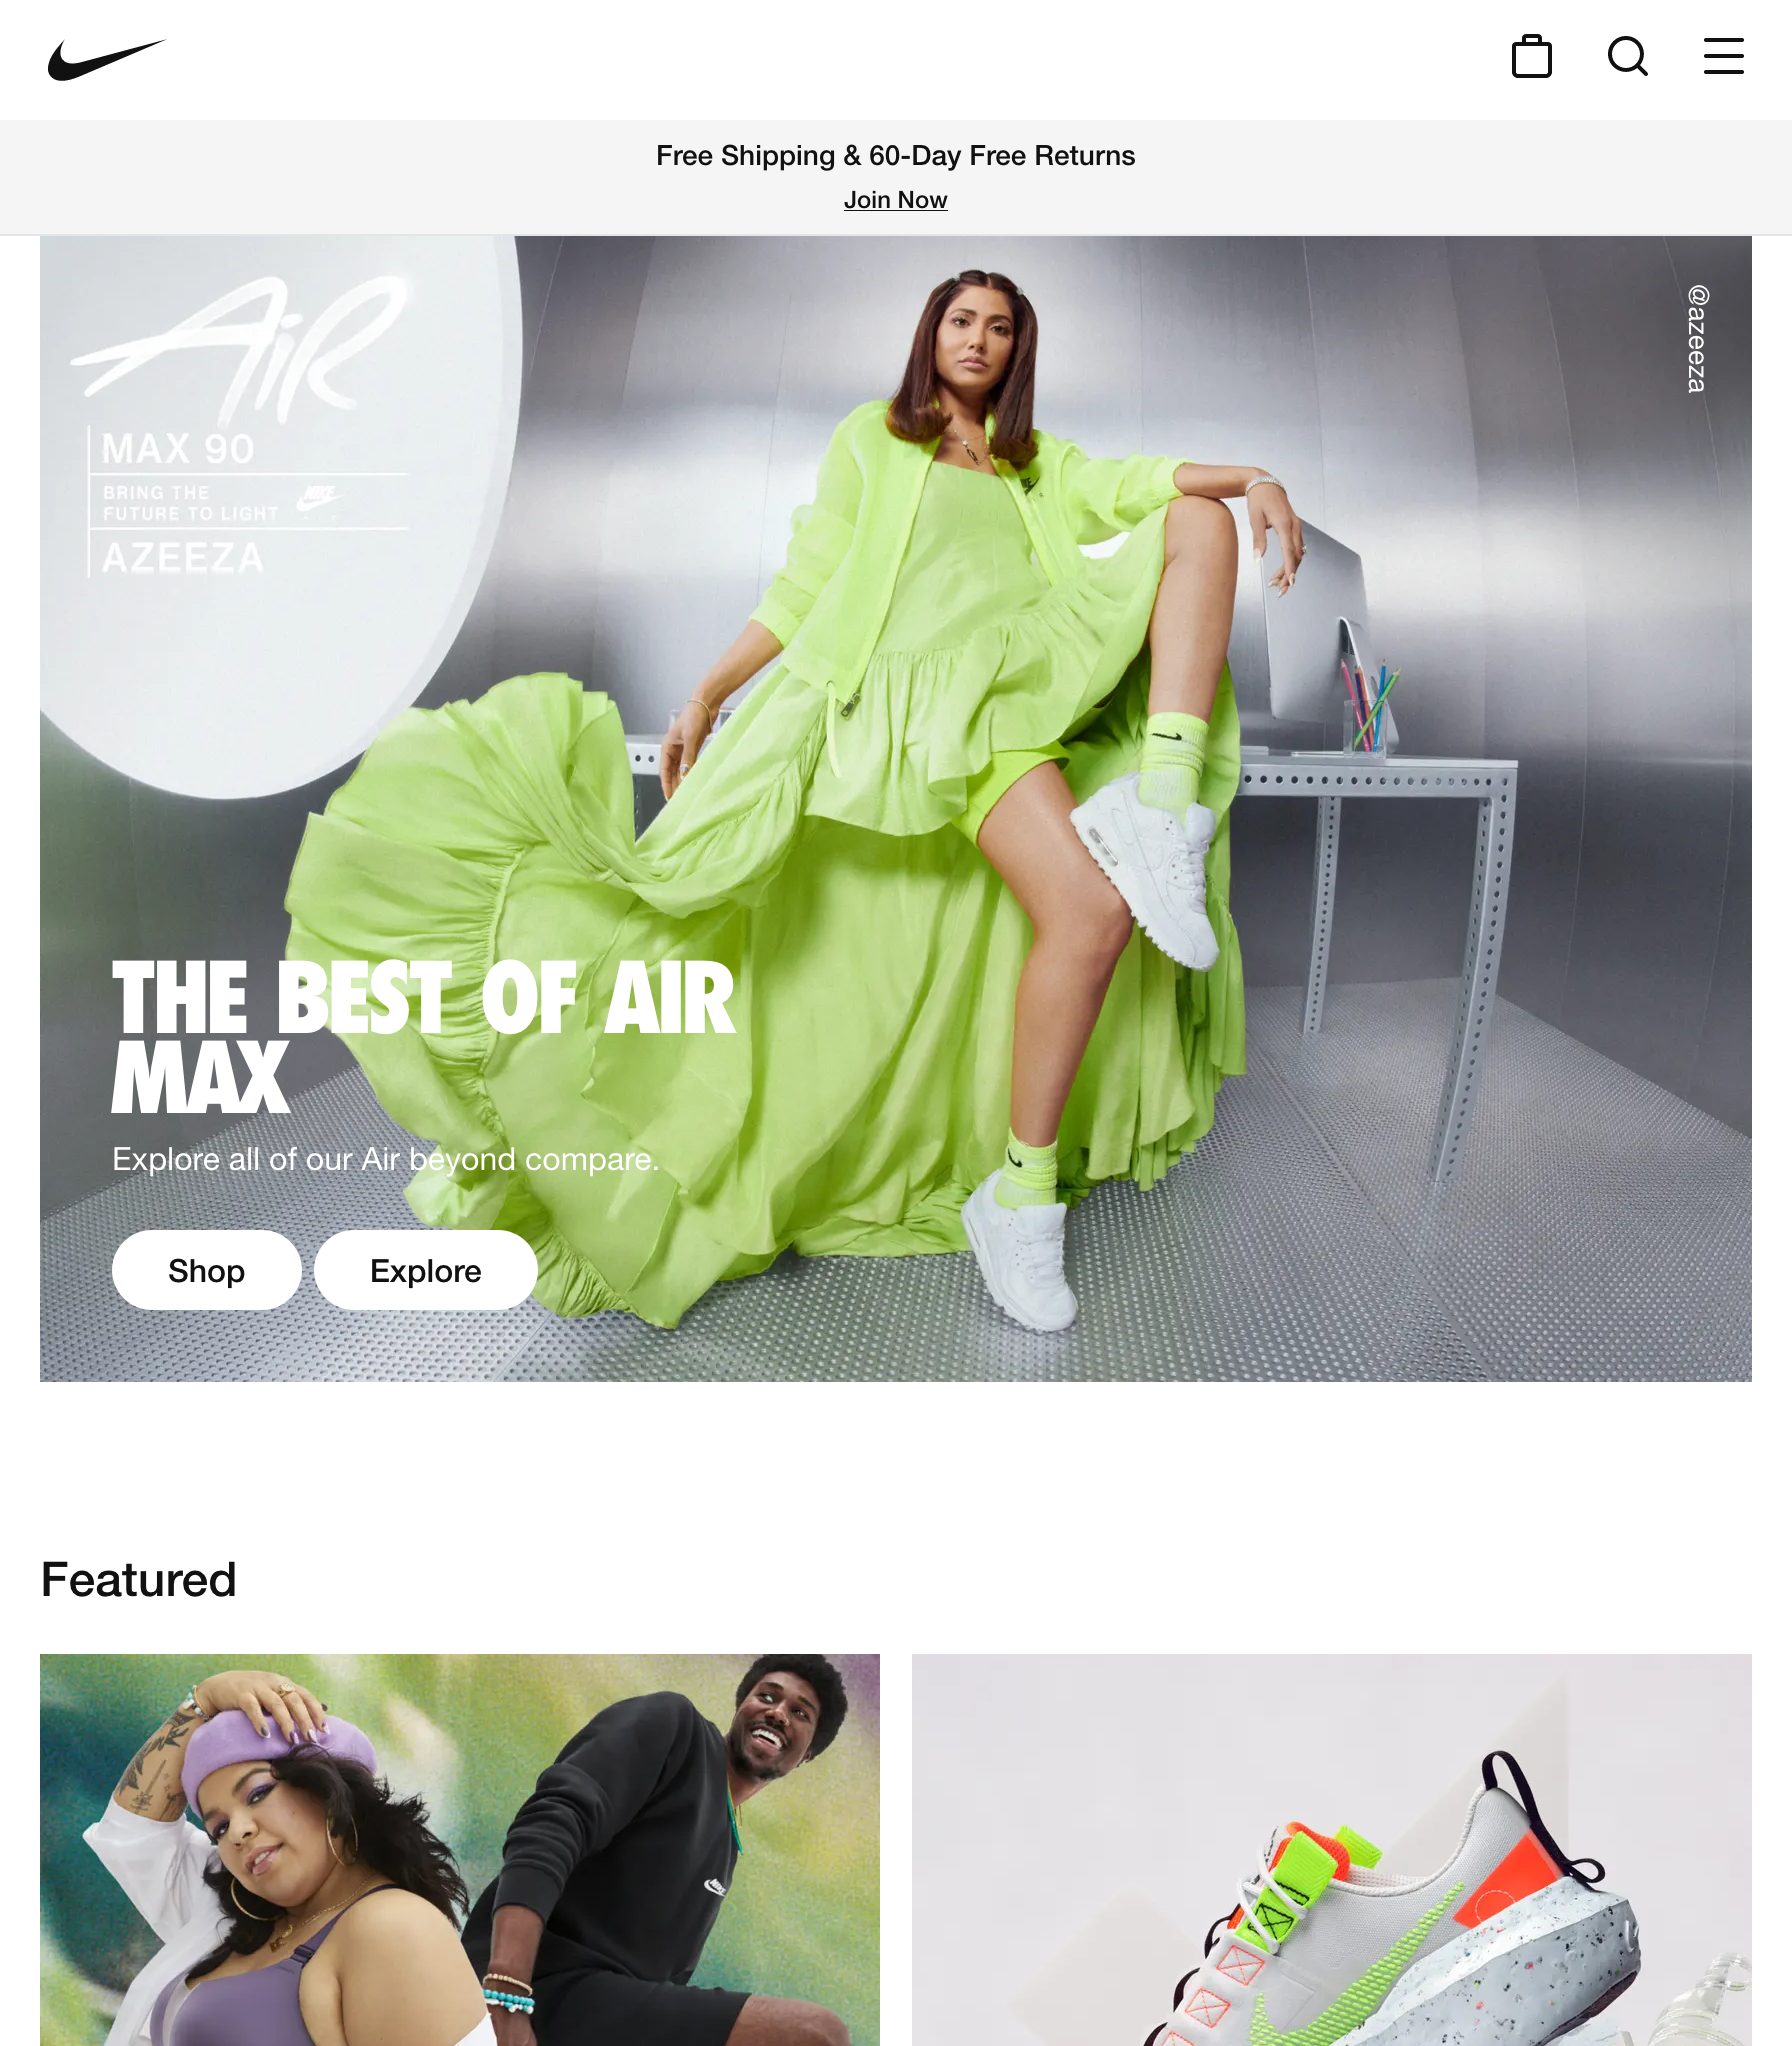 Free Shipping & 60-Day Free Returns
Join Now
@azeeeza
AiR
MAX 90
BRING THE
FUTURE TO LIGHT
NIKE
AZEEZA
THE BEST OF AIR
MAX
Explore all of our Air beyond compare.
Shop
Explore
Featured